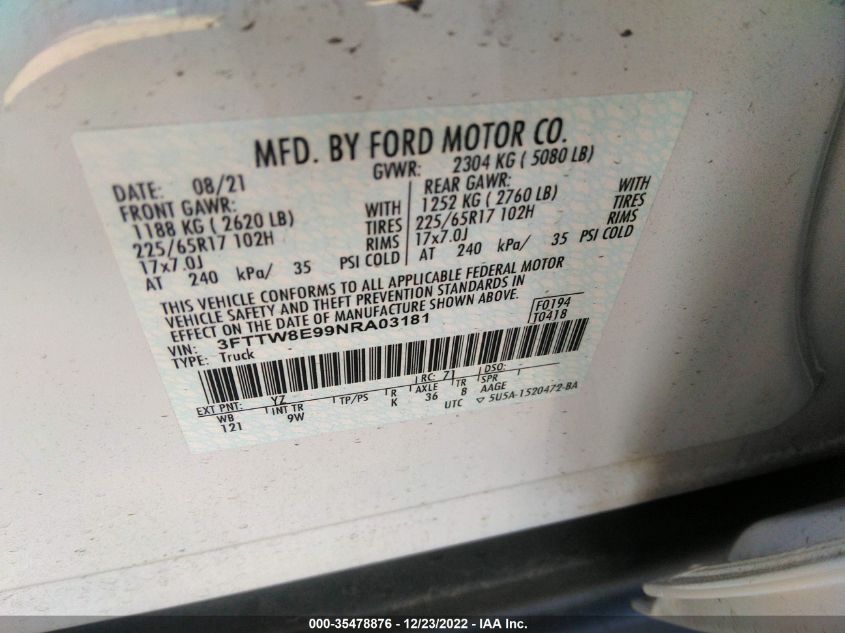 MFD. BY FORD MOTOR CO.
DATE: 08/21 GVWR: 2304 KG ( 5080 LB)
FRONT GAWR: REAR GAWR:
1188 KG ( 2620 LB) WITH 1252 KG ( 2760 LB) WITH
225/65R17 102H TIRES 225/65R17 102H TIRES
17x7.0J RIMS 17x7.0J RIMS
AT 240 kPa/ 35 PSI COLD AT 240 kPa/ 35 PSI COLD
THIS VEHICLE CONFORMS TO ALL APPLICABLE FEDERAL MOTOR
VEHICLE SAFETY AND THEFT PREVENTION STANDARDS IN
EFFECT ON THE DATE OF MANUFACTURE SHOWN ABOVE.
VIN: 3FTTW8E99NRA03181 F0194
TYPE: Truck T0418
EXT PNT: YZ RC: 71 DSO:
WB INT TR TP/PS R AXLE TR SPR
121 9W K 36 8 AAGE
UTC ▽ 5U5A-1520472-BA
000-35478876 - 12/23/2022 - IAA Inc.